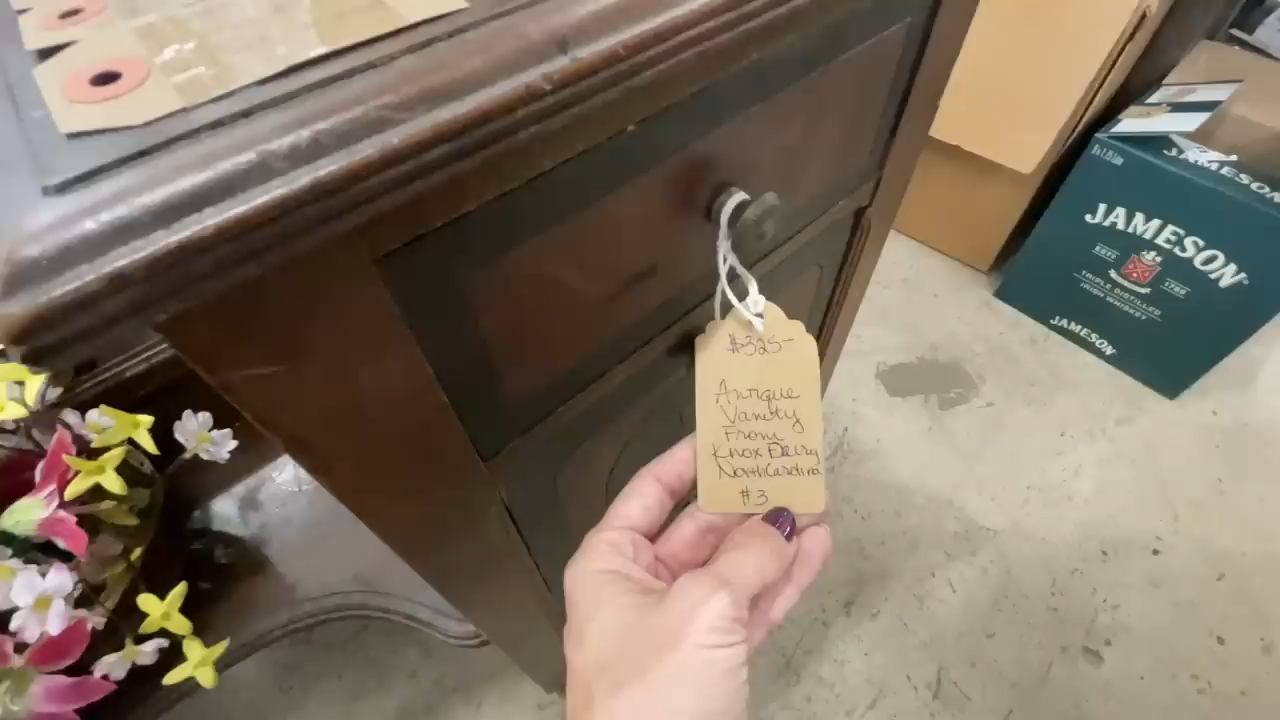 $325-
Antique
Vanity
From
Knox Dairy
North Carolina
#3
JAMESON
JAMESON
ESTD 1780
TRIPLE DISTILLED
IRISH WHISKEY
JAMESON